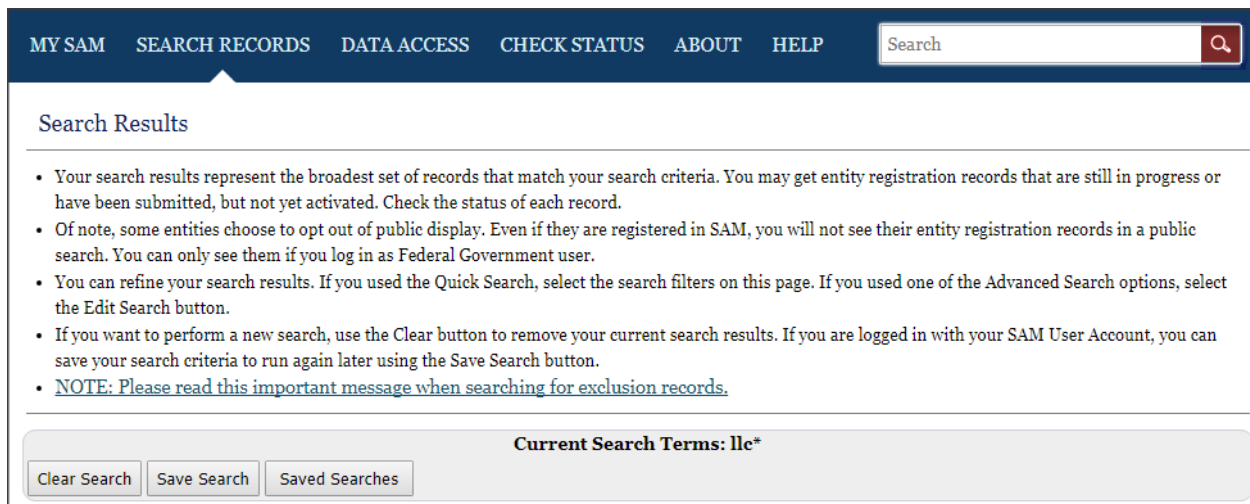 MY SAM SEARCH RECORDS DATA ACCESS CHECK STATUS ABOUT HELP Search
Search Results
• Your search results represent the broadest set of records that match your search criteria. You may get entity registration records that are still in progress or
have been submitted, but not yet activated. Check the status of each record.
• Of note, some entities choose to opt out of public display. Even if they are registered in SAM, you will not see their entity registration records in a public
search. You can only see them if you log in as Federal Government user.
• You can refine your search results. If you used the Quick Search, select the search filters on this page. If you used one of the Advanced Search options, select
the Edit Search button.
• If you want to perform a new search, use the Clear button to remove your current search results. If you are logged in with your SAM User Account, you can
save your search criteria to run again later using the Save Search button.
• NOTE: Please read this important message when searching for exclusion records.
Current Search Terms: llc*
Clear Search Save Search Saved Searches